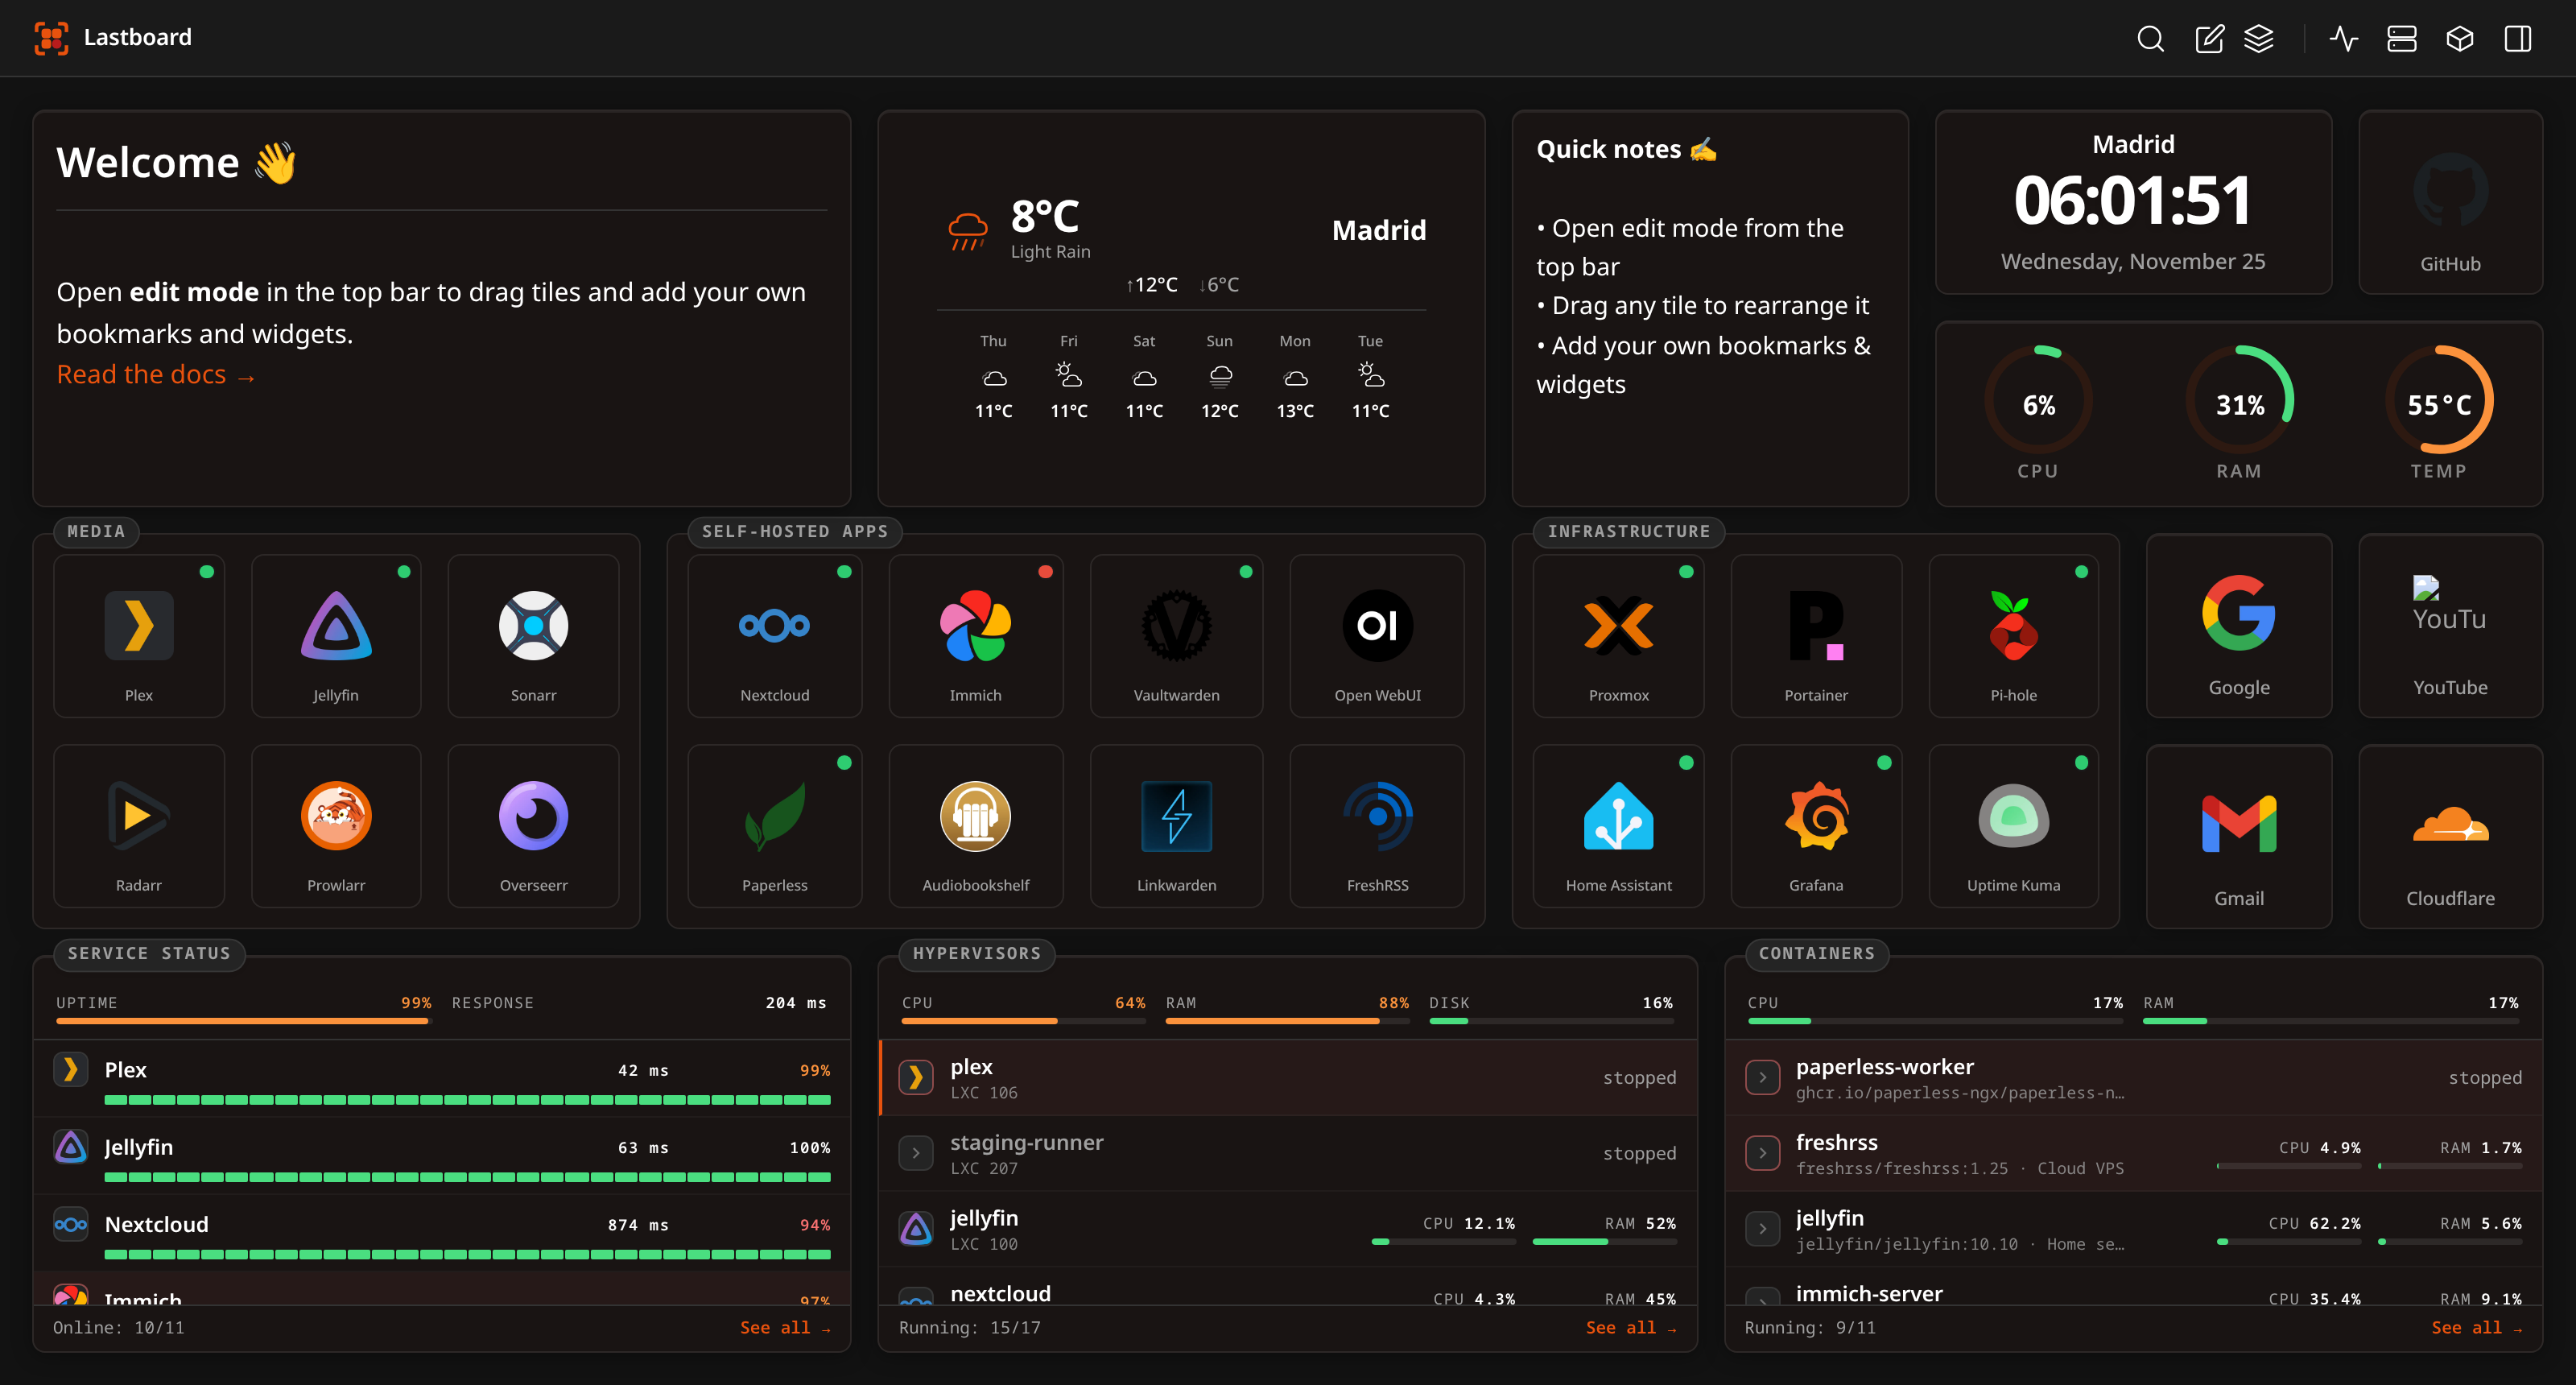 Lastboard
Welcome 👋
Open edit mode in the top bar to drag tiles and add your own
bookmarks and widgets.
Read the docs →
8°C
Light Rain
Madrid
↑12°C ↓6°C
Thu Fri Sat Sun Mon Tue
11°C 11°C 11°C 12°C 13°C 11°C
Quick notes ✍️
• Open edit mode from the
top bar
• Drag any tile to rearrange it
• Add your own bookmarks &
widgets
Madrid
06:01:51
Wednesday, November 25
GitHub
6% 31% 55°C
CPU RAM TEMP
MEDIA
Plex Jellyfin Sonarr
Radarr Prowlarr Overseerr
SELF-HOSTED APPS
Nextcloud Immich Vaultwarden Open WebUI
Paperless Audiobookshelf Linkwarden FreshRSS
INFRASTRUCTURE
Proxmox Portainer Pi-hole
Home Assistant Grafana Uptime Kuma
Google
YouTu
YouTube
Gmail
Cloudflare
SERVICE STATUS
UPTIME 99% RESPONSE 204 ms
Plex 42 ms 99%
Jellyfin 63 ms 100%
Nextcloud 874 ms 94%
Immich 97%
Online: 10/11 See all →
HYPERVISORS
CPU 64% RAM 88% DISK 16%
plex
LXC 106
stopped
staging-runner
LXC 207
stopped
jellyfin
LXC 100
CPU 12.1% RAM 52%
nextcloud
CPU 4.3% RAM 45%
Running: 15/17 See all →
CONTAINERS
CPU 17% RAM 17%
paperless-worker
ghcr.io/paperless-ngx/paperless-n…
stopped
freshrss
freshrss/freshrss:1.25 · Cloud VPS
CPU 4.9% RAM 1.7%
jellyfin
jellyfin/jellyfin:10.10 · Home se…
CPU 62.2% RAM 5.6%
immich-server
CPU 35.4% RAM 9.1%
Running: 9/11 See all →